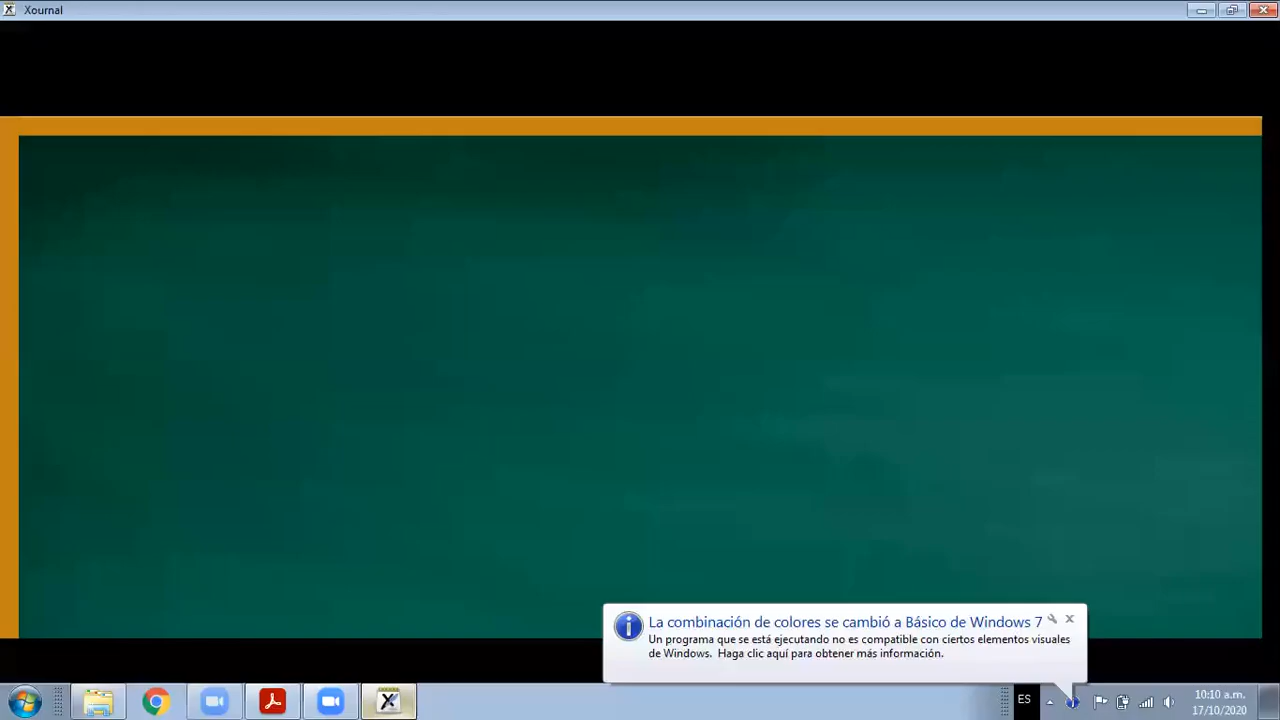 Xournal
La combinación de colores se cambió a Básico de Windows 7
Un programa que se está ejecutando no es compatible con ciertos elementos visuales
de Windows. Haga clic aquí para obtener más información.
ES
10:10 a.m.
17/10/2020